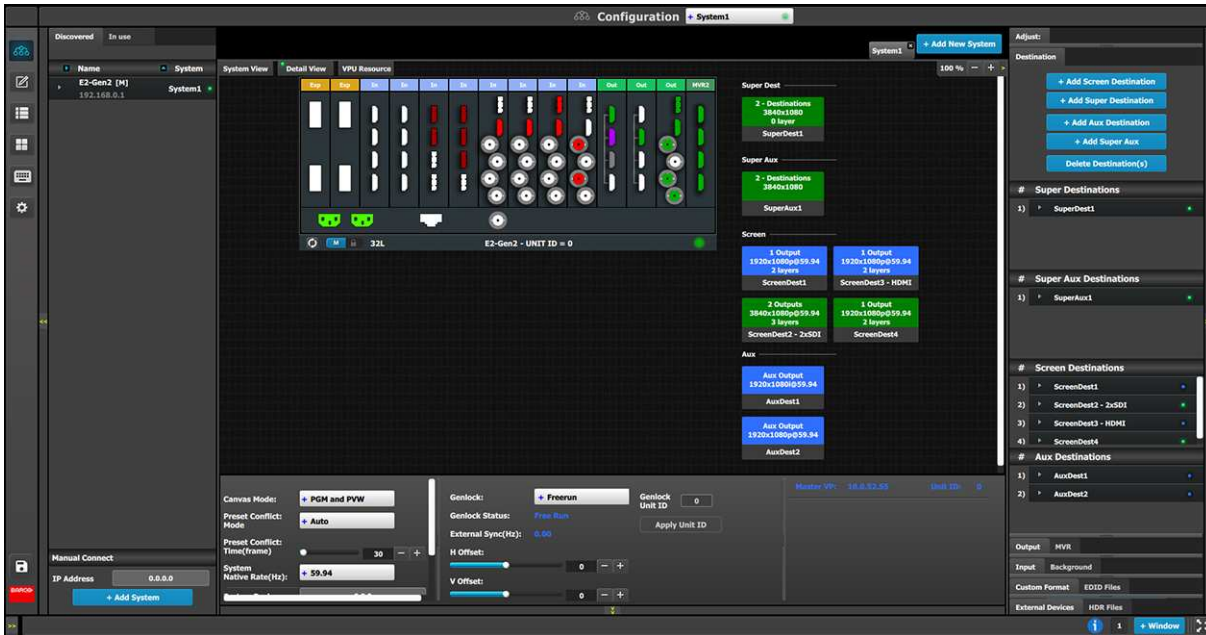 Configuration + System1
Discovered In use
Name System
E2-Gen2 [M] System1
192.168.0.1
System1 + Add New System
System View Detail View VPU Resource 100 % − +
Exp Exp In In In In In In In In Out Out Out MVR2
32L E2-Gen2 - UNIT ID = 0
M
Super Dest
2 - Destinations
3840x1080
0 layer
SuperDest1
Super Aux
2 - Destinations
3840x1080
SuperAux1
Screen
1 Output
1920x1080p@59.94
2 layers
ScreenDest1
1 Output
1920x1080p@59.94
2 layers
ScreenDest3 - HDMI
2 Outputs
3840x1080p@59.94
3 layers
ScreenDest2 - 2xSDI
1 Output
1920x1080p@59.94
2 layers
ScreenDest4
Aux
Aux Output
1920x1080i@59.94
AuxDest1
Aux Output
1920x1080p@59.94
AuxDest2
Adjust:
Destination
+ Add Screen Destination
+ Add Super Destination
+ Add Aux Destination
+ Add Super Aux
Delete Destination(s)
# Super Destinations
1) SuperDest1
# Super Aux Destinations
1) SuperAux1
# Screen Destinations
1) ScreenDest1
2) ScreenDest2 - 2xSDI
3) ScreenDest3 - HDMI
4) ScreenDest4
# Aux Destinations
1) AuxDest1
2) AuxDest2
Output MVR
Input Background
Custom Format EDID Files
External Devices HDR Files
Canvas Mode: + PGM and PVW
Preset Conflict:
Mode + Auto
Preset Conflict:
Time(frame) 30 − +
System
Native Rate(Hz): + 59.94
Genlock: + Freerun
Genlock Status: Free Run
External Sync(Hz): 0.00
H Offset:
0 − +
V Offset:
0 − +
Genlock
Unit ID 0
Apply Unit ID
Master VP: 10.0.52.55 Unit ID: 0
Manual Connect
IP Address 0.0.0.0
+ Add System
BARCO
1 + Window